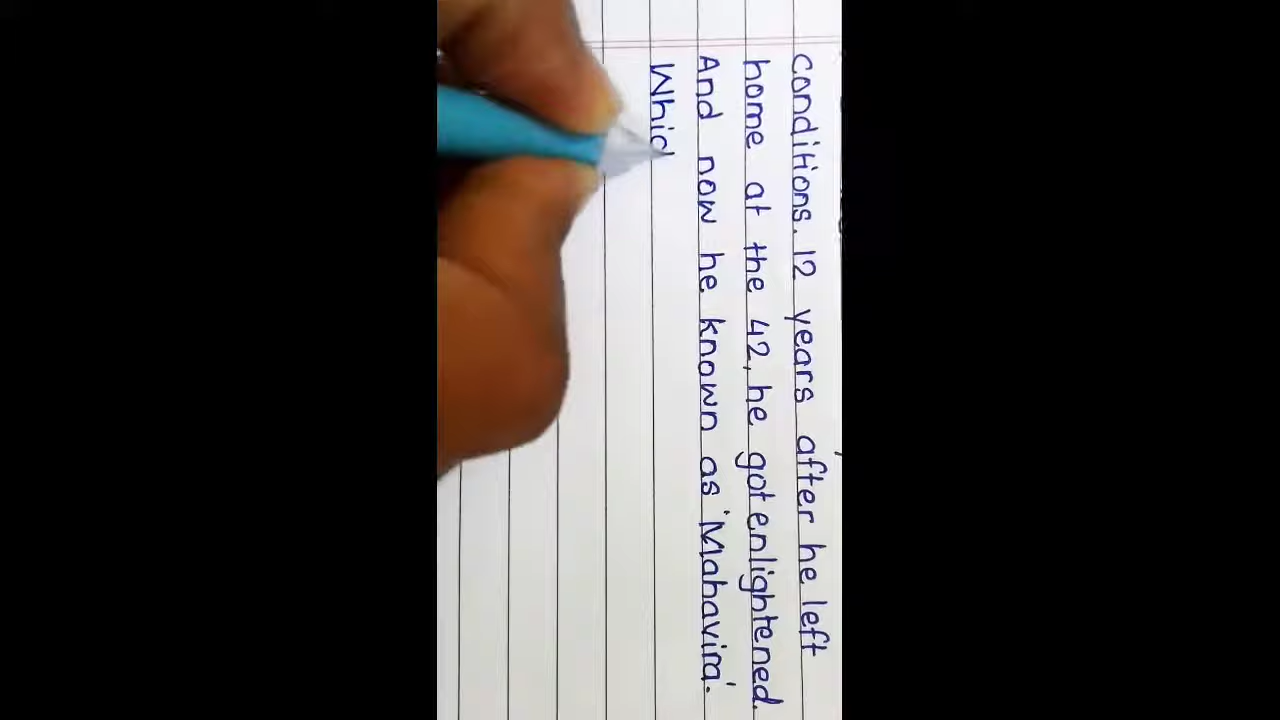 conditions. 12 years after he left
home at the 42, he got enlightened.
And now he known as 'Mahavira'.